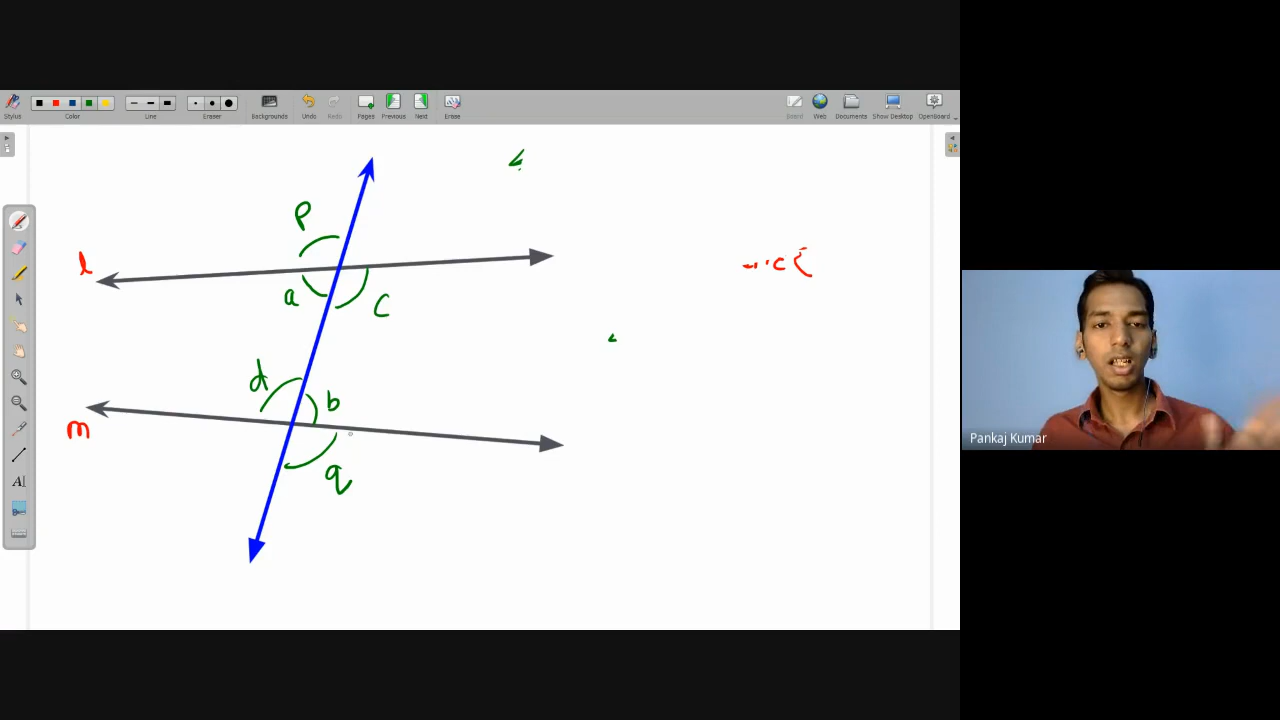 Stylus Color Line Eraser Backgrounds Undo Redo Pages Previous Next Erase Board Web Documents Show Desktop OpenBoard
P
l
a c
d
b
m
q
Pankaj Kumar